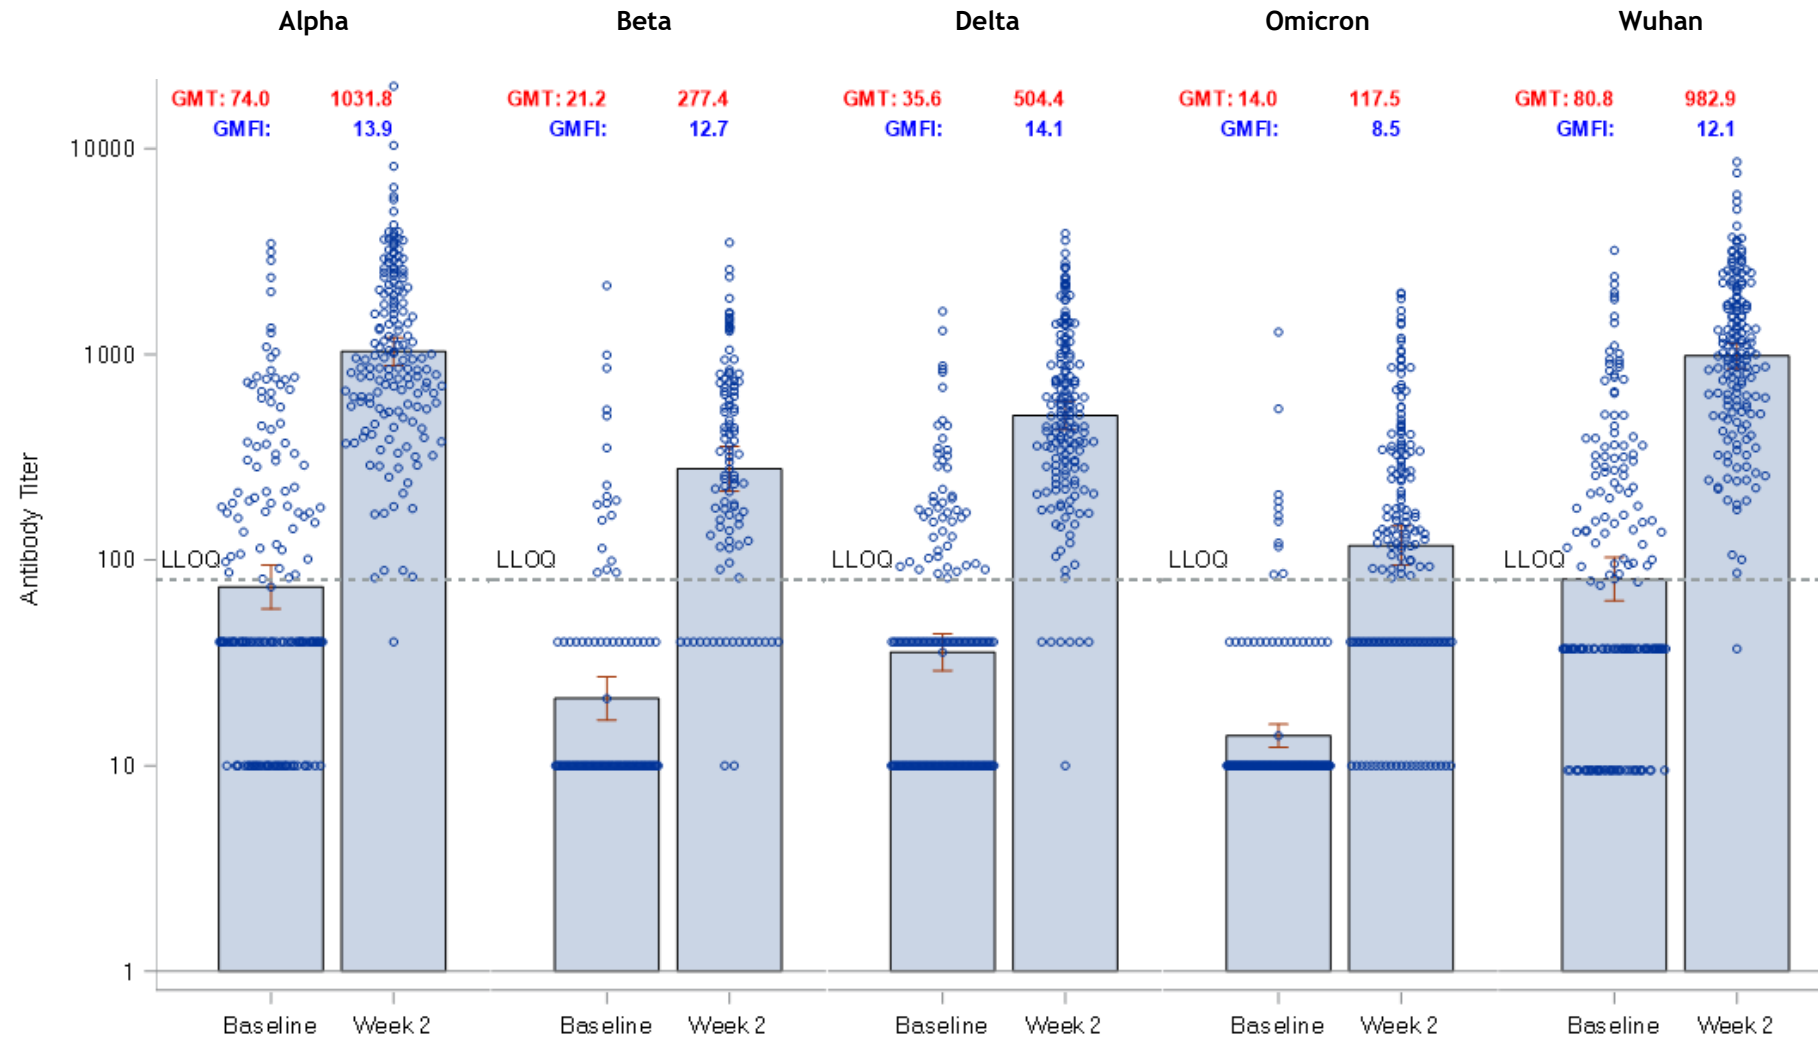 Alpha Beta Delta Omicron Wuhan
GMT: 74.0 1031.8 GMT: 21.2 277.4 GMT: 35.6 504.4 GMT: 14.0 117.5 GMT: 80.8 982.9
GMFI: 13.9 GMFI: 12.7 GMFI: 14.1 GMFI: 8.5 GMFI: 12.1
10000
1000
Antibody Titer
LLOQ LLOQ LLOQ LLOQ LLOQ
100
10
1
Baseline Week 2 Baseline Week 2 Baseline Week 2 Baseline Week 2 Baseline Week 2